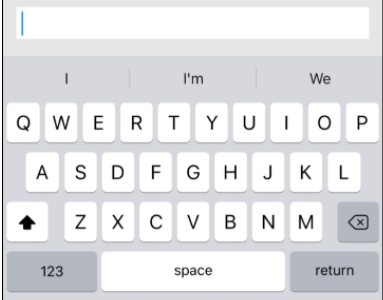 I I'm We
Q W E R T Y U I O P
A S D F G H J K L
Z X C V B N M
123 space return